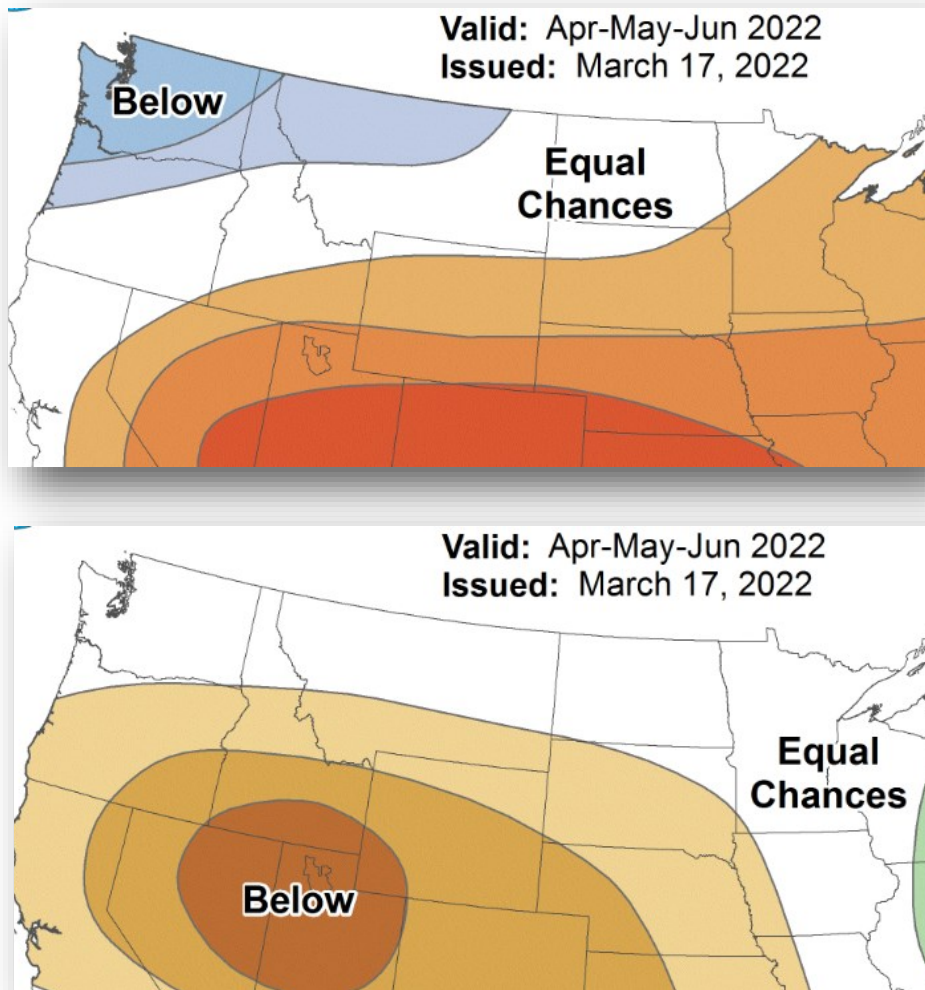 Valid: Apr-May-Jun 2022
Issued: March 17, 2022
Below
Equal
Chances
Valid: Apr-May-Jun 2022
Issued: March 17, 2022
Equal
Chances
Below